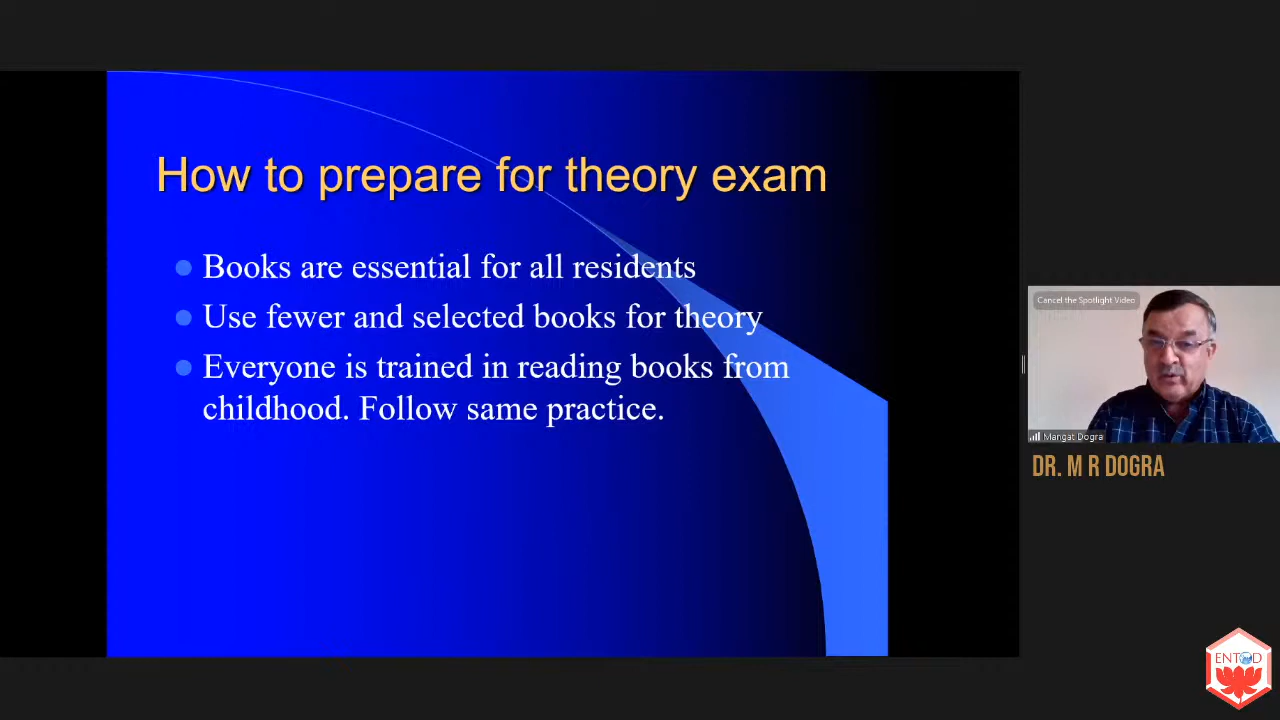 How to prepare for theory exam
Books are essential for all residents
Use fewer and selected books for theory
Everyone is trained in reading books from
childhood. Follow same practice.
Cancel the Spotlight Video
Mangat Dogra
DR. M R DOGRA
ENTOD